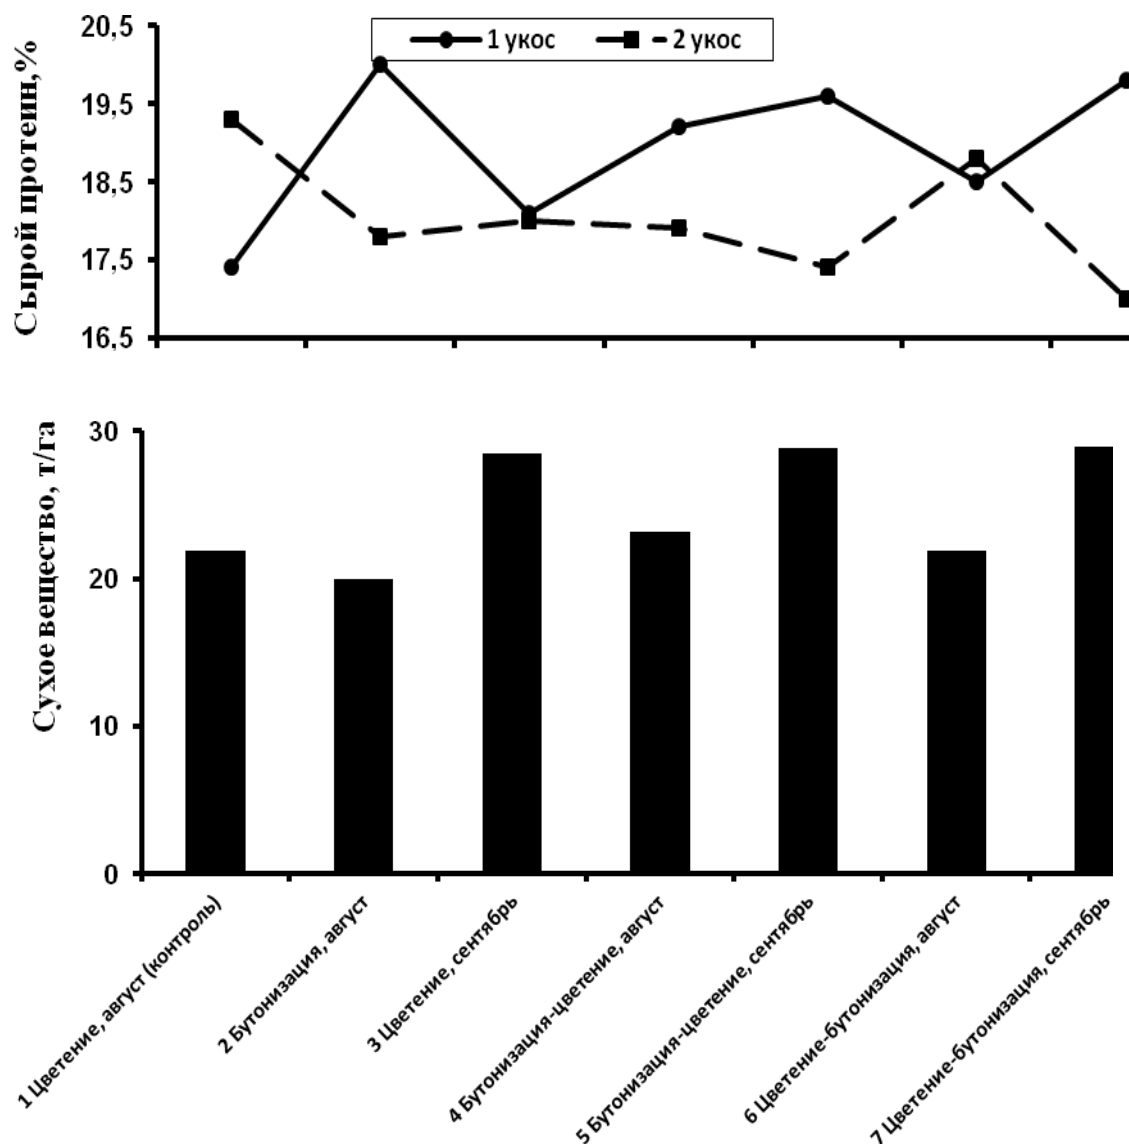 Сырой протеин,%
20,5
19,5
18,5
17,5
16,5
1 укос
2 укос
Сухое вещество, т/га
30
20
10
0
1 Цветение, август (контроль)
2 Бутонизация, август
3 Цветение, сентябрь
4 Бутонизация-цветение, август
5 Бутонизация-цветение, сентябрь
6 Цветение-бутонизация, август
7 Цветение-бутонизация, сентябрь